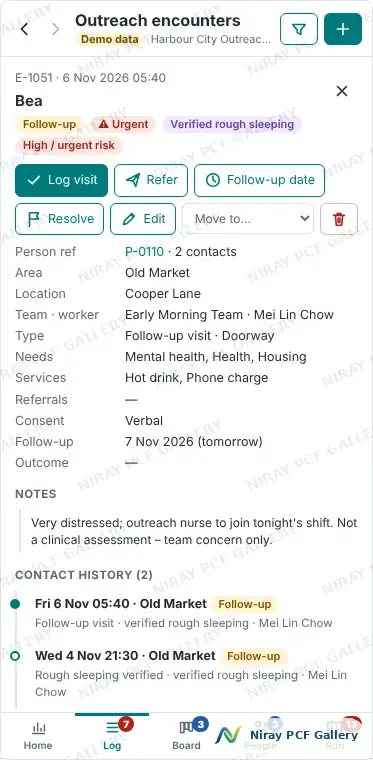 Outreach encounters
Demo data Harbour City Outreac...
E-1051 · 6 Nov 2026 05:40
Bea
Follow-up Urgent Verified rough sleeping
High / urgent risk
Log visit Refer Follow-up date
Resolve Edit Move to...
Person ref P-0110 · 2 contacts
Area Old Market
Location Cooper Lane
Team · worker Early Morning Team · Mei Lin Chow
Type Follow-up visit · Doorway
Needs Mental health, Health, Housing
Services Hot drink, Phone charge
Referrals —
Consent Verbal
Follow-up 7 Nov 2026 (tomorrow)
Outcome —
NOTES
Very distressed; outreach nurse to join tonight's shift. Not
a clinical assessment – team concern only.
CONTACT HISTORY (2)
Fri 6 Nov 05:40 · Old Market Follow-up
Follow-up visit · verified rough sleeping · Mei Lin Chow
Wed 4 Nov 21:30 · Old Market Follow-up
Rough sleeping verified · verified rough sleeping · Mei Lin
Chow
7 3 3 13
Home Log Board People Run
Niray PCF Gallery
NIRAY PCF GALLERY